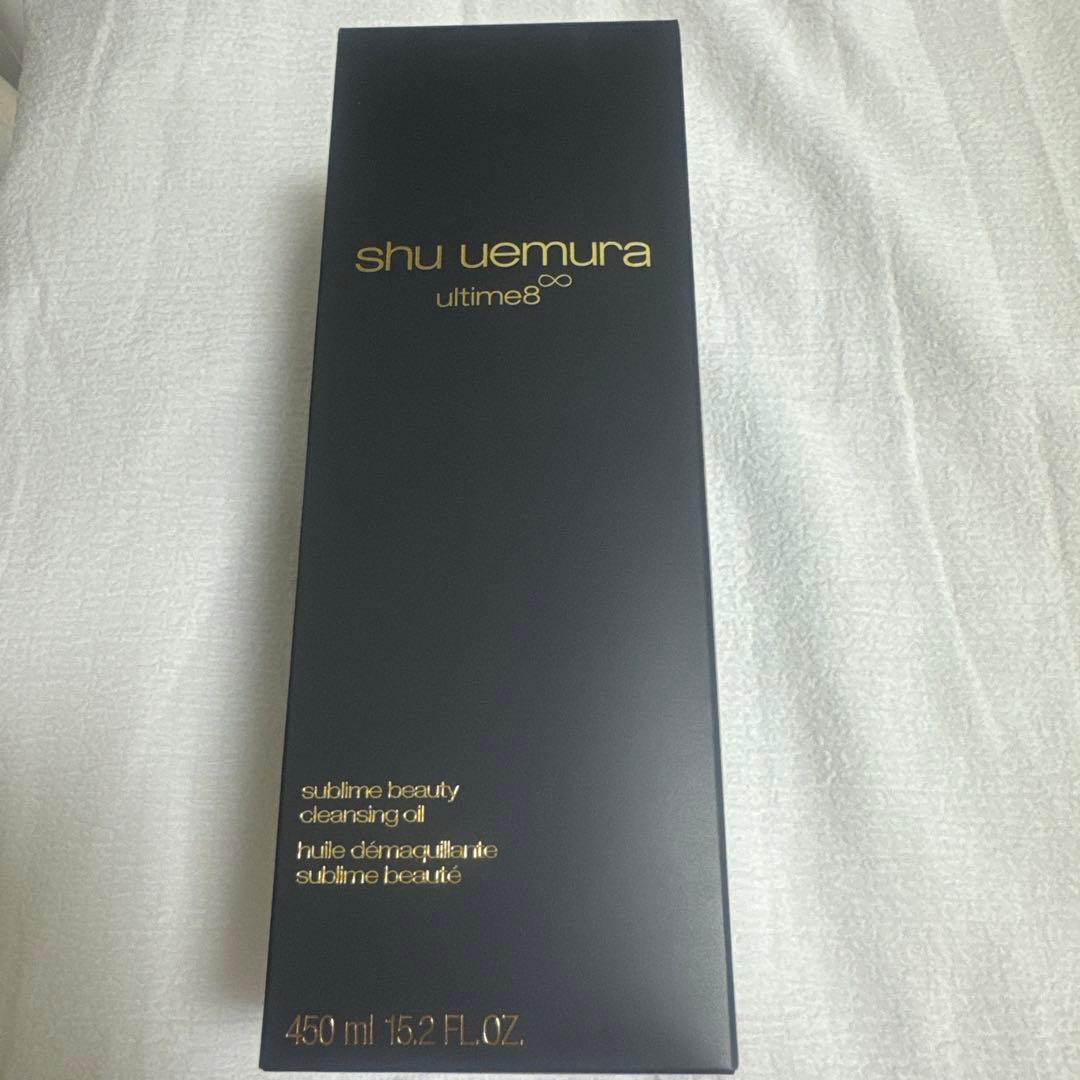 shu uemura
ultime8∞
sublime beauty
cleansing oil
huile démaquillante
sublime beauté
450 ml 15.2 FL.OZ.